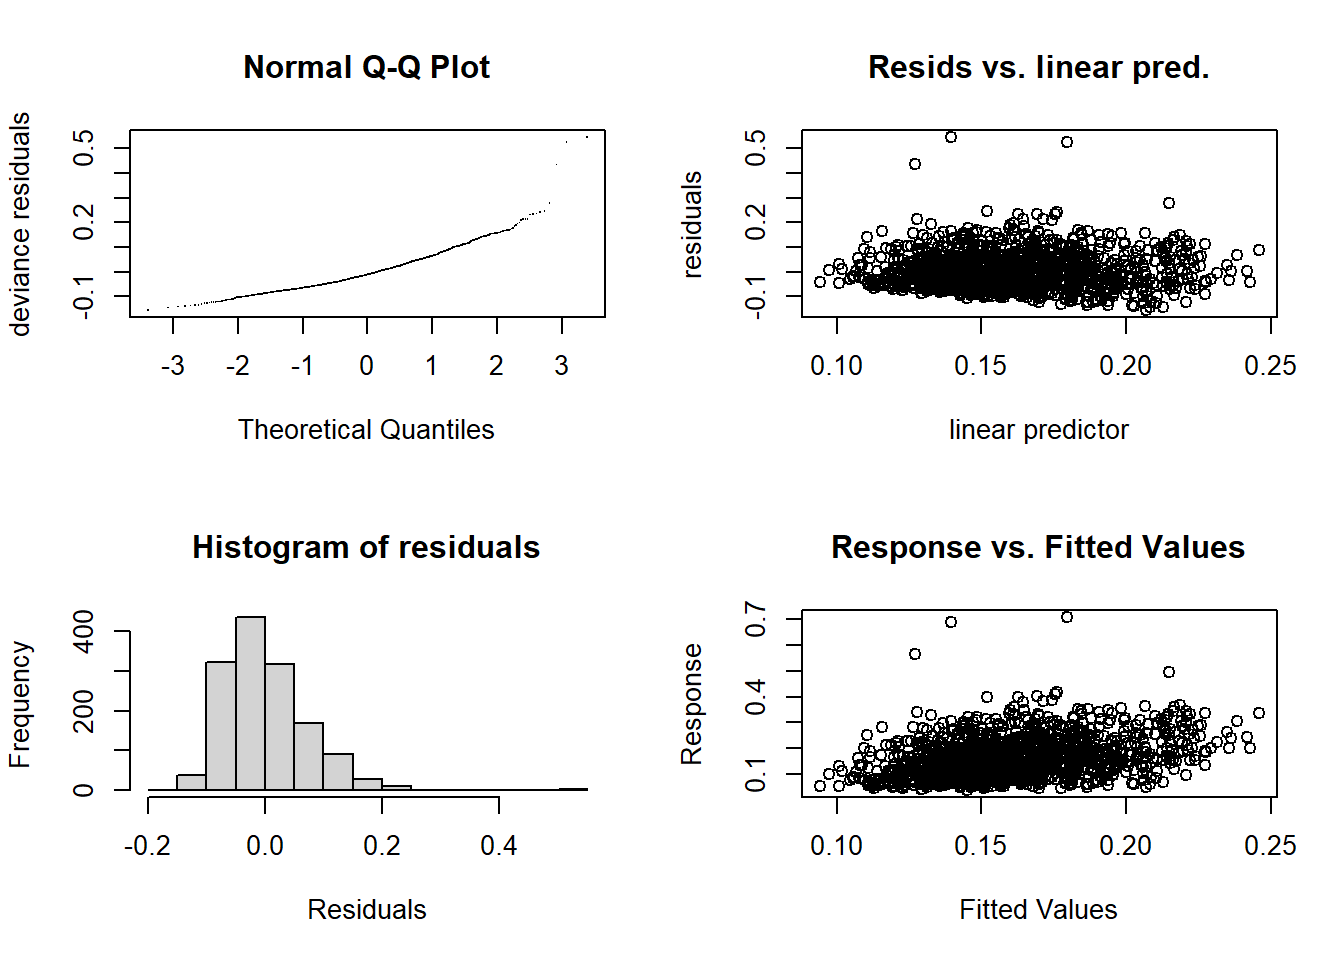 Normal Q-Q Plot
deviance residuals
-0.1 0.2 0.5
-3 -2 -1 0 1 2 3
Theoretical Quantiles
Resids vs. linear pred.
residuals
-0.1 0.2 0.5
0.10 0.15 0.20 0.25
linear predictor
Histogram of residuals
Frequency
0 200 400
-0.2 0.0 0.2 0.4
Residuals
Response vs. Fitted Values
Response
0.1 0.4 0.7
0.10 0.15 0.20 0.25
Fitted Values